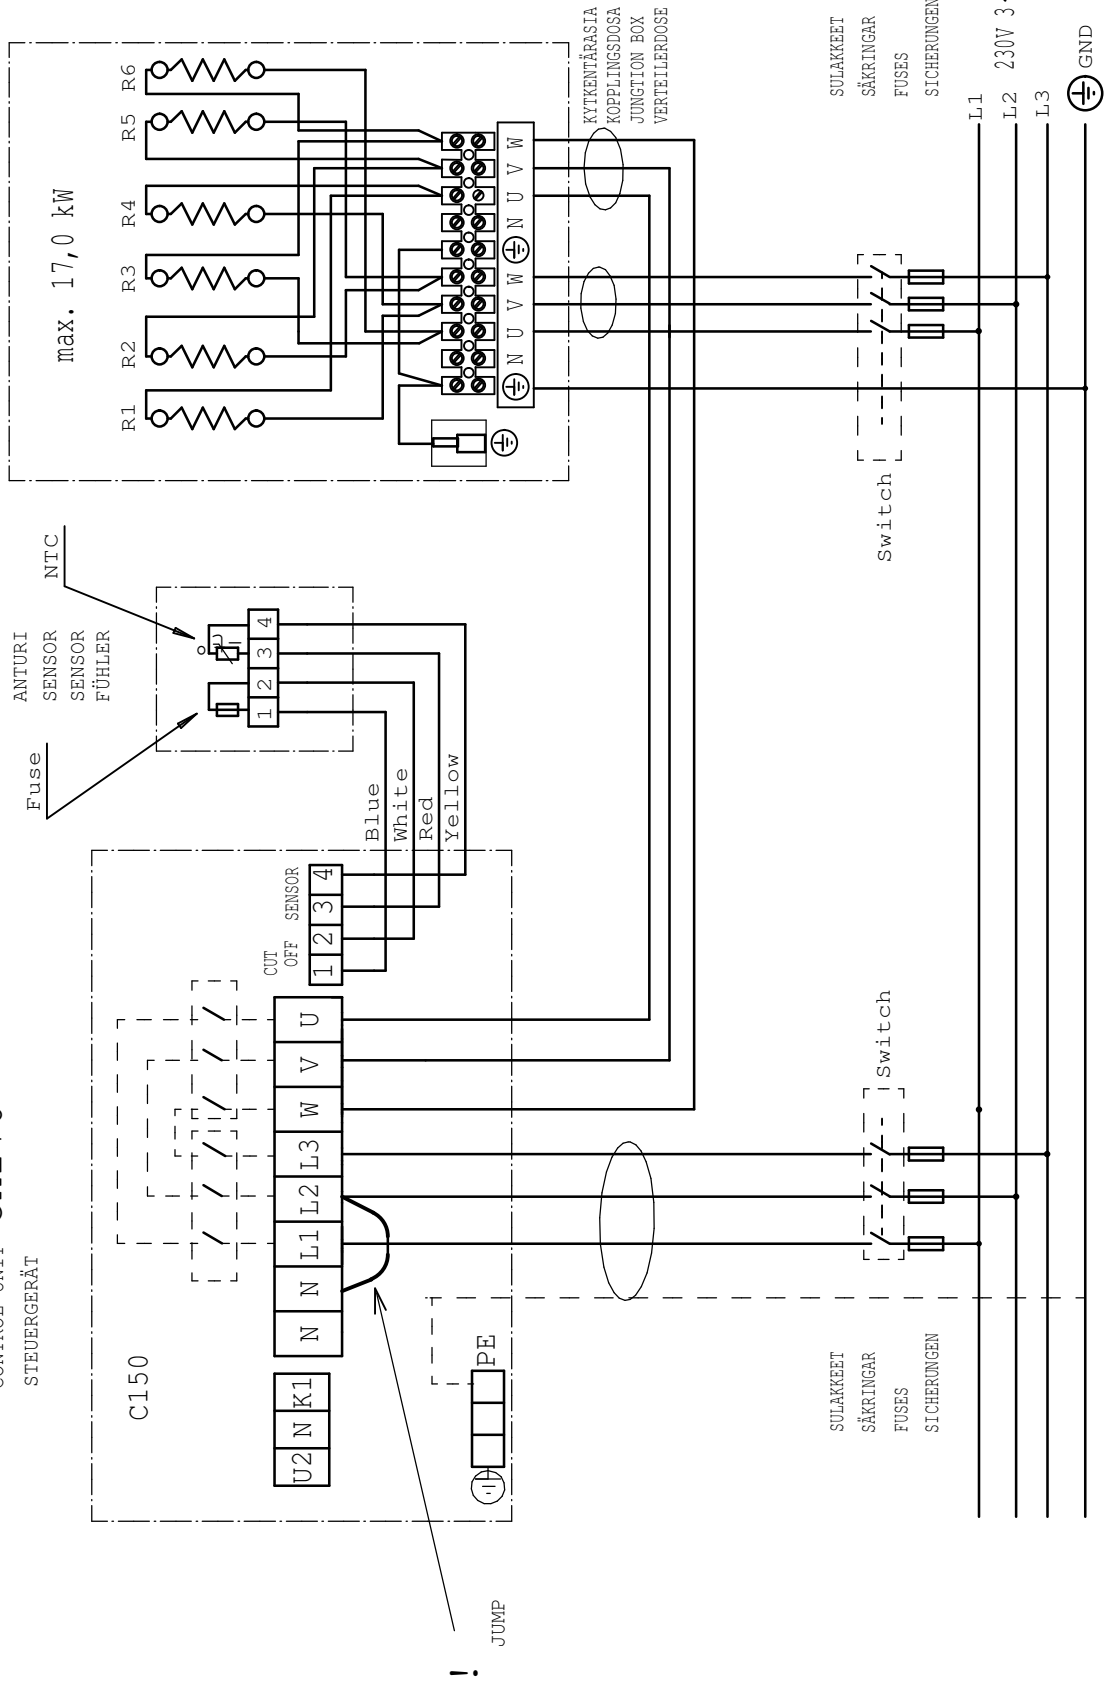 STEUERGERÄT
C150
U2 N K1
N N L1 L2 L3 W V U
PE
CUT
OFF
SENSOR
1 2 3 4
Blue
White
Red
Yellow
! JUMP
Fuse
ANTURI
SENSOR
SENSOR
FÜHLER
NTC
1 2 3 4
max. 17,0 kW
R1 R2 R3 R4 R5 R6
N U V W N U V W
KYTKENTÄRASIA
KOPPLINGSDOSA
JUNGTION BOX
VERTEILERDOSE
Switch
Switch
SULAKKEET
SÄKRINGAR
FUSES
SICHERUNGEN
SULAKKEET
SÄKRINGAR
FUSES
SICHERUNGEN
L1
L2 230V 3
L3
GND